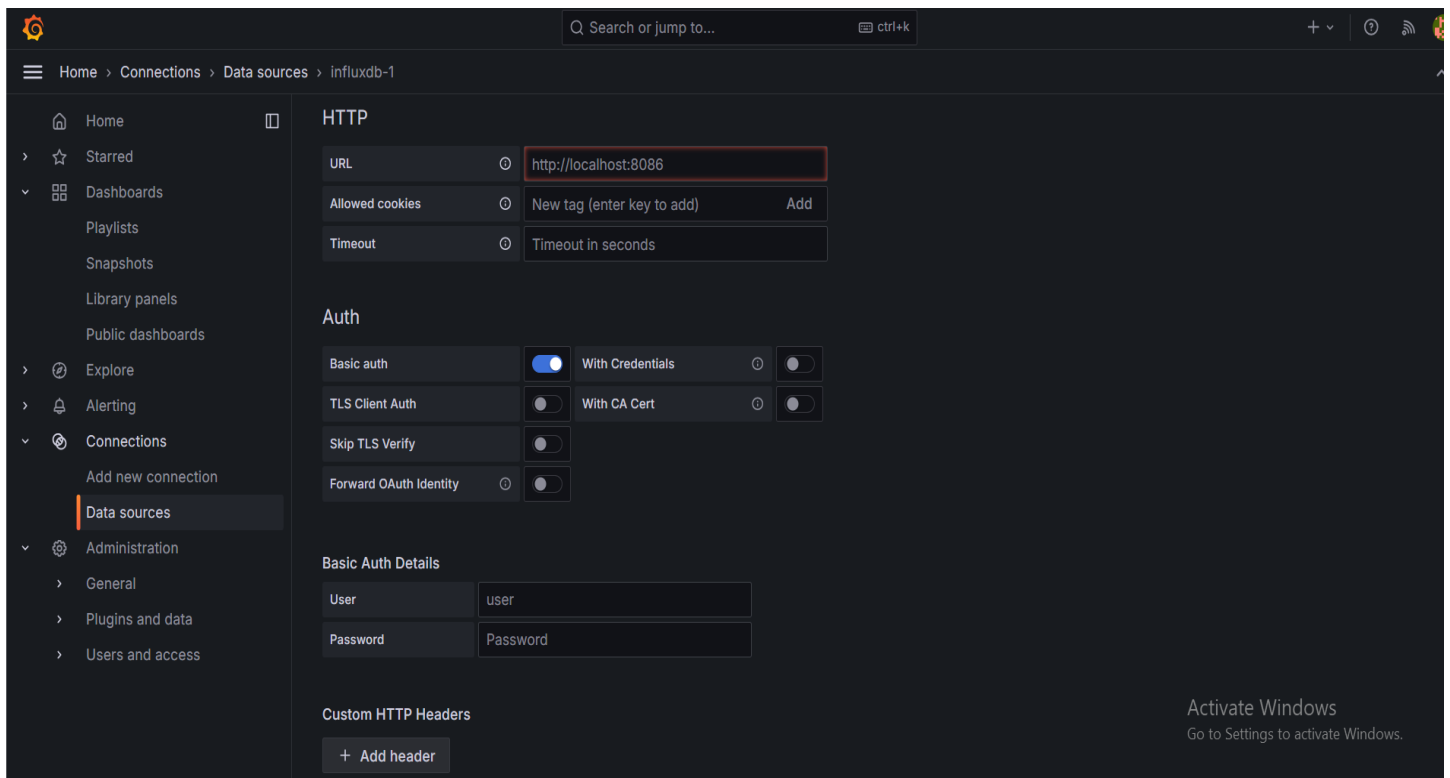 Search or jump to... ctrl+k
Home › Connections › Data sources › influxdb-1
Home
Starred
Dashboards
Playlists
Snapshots
Library panels
Public dashboards
Explore
Alerting
Connections
Add new connection
Data sources
Administration
General
Plugins and data
Users and access
HTTP
URL http://localhost:8086
Allowed cookies New tag (enter key to add) Add
Timeout Timeout in seconds
Auth
Basic auth With Credentials
TLS Client Auth With CA Cert
Skip TLS Verify
Forward OAuth Identity
Basic Auth Details
User user
Password Password
Custom HTTP Headers
+ Add header
Activate Windows
Go to Settings to activate Windows.